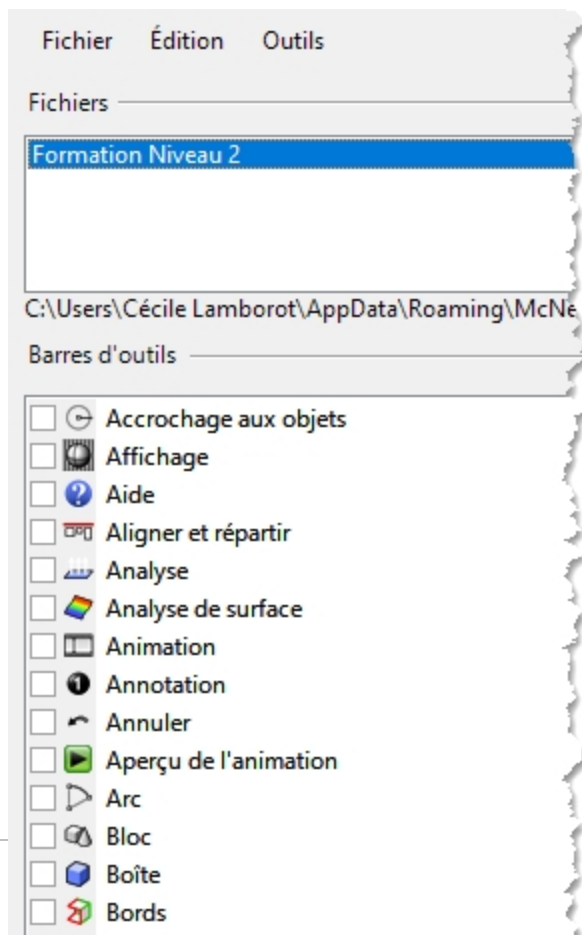 Fichier Édition Outils
Fichiers
Formation Niveau 2
C:\Users\Cécile Lamborot\AppData\Roaming\McNe
Barres d'outils
Accrochage aux objets
Affichage
Aide
Aligner et répartir
Analyse
Analyse de surface
Animation
Annotation
Annuler
Aperçu de l'animation
Arc
Bloc
Boîte
Bords